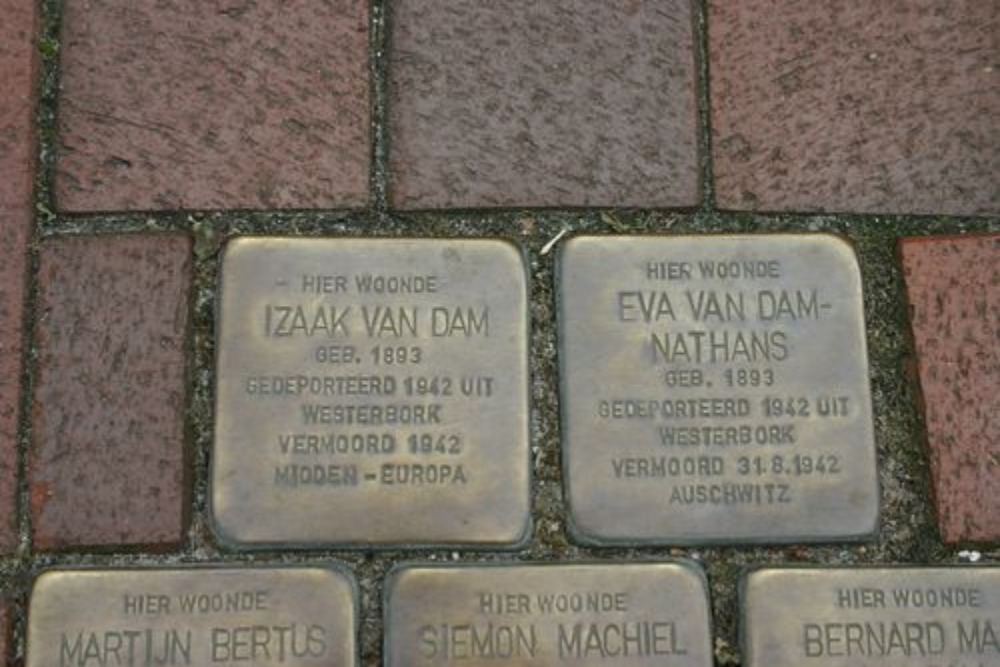 HIER WOONDE
IZAAK VAN DAM
GEB. 1893
GEDEPORTEERD 1942 UIT
WESTERBORK
VERMOORD 1942
MIDDEN-EUROPA
HIER WOONDE
EVA VAN DAM-
NATHANS
GEB. 1893
GEDEPORTEERD 1942 UIT
WESTERBORK
VERMOORD 31.8.1942
AUSCHWITZ
HIER WOONDE
MARTIJN BERTUS
HIER WOONDE
SIEMON MACHIEL
HIER WOONDE
BERNARD MA